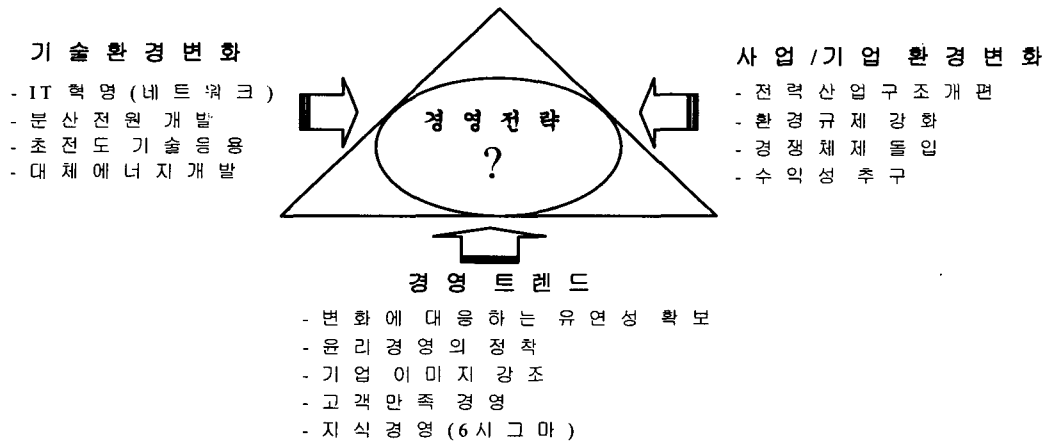 기술환경변화
- IT 혁명(네트워크)
- 분산전원 개발
- 초전도 기술응용
- 대체에너지개발
경영전략
?
사업/기업 환경변화
- 전력산업구조개편
- 환경규제 강화
- 경쟁체제 돌입
- 수익성 추구
경영 트렌드
- 변화에 대응하는 유연성 확보
- 윤리경영의 정착
- 기업 이미지 강조
- 고객만족 경영
- 지식경영(6시그마)